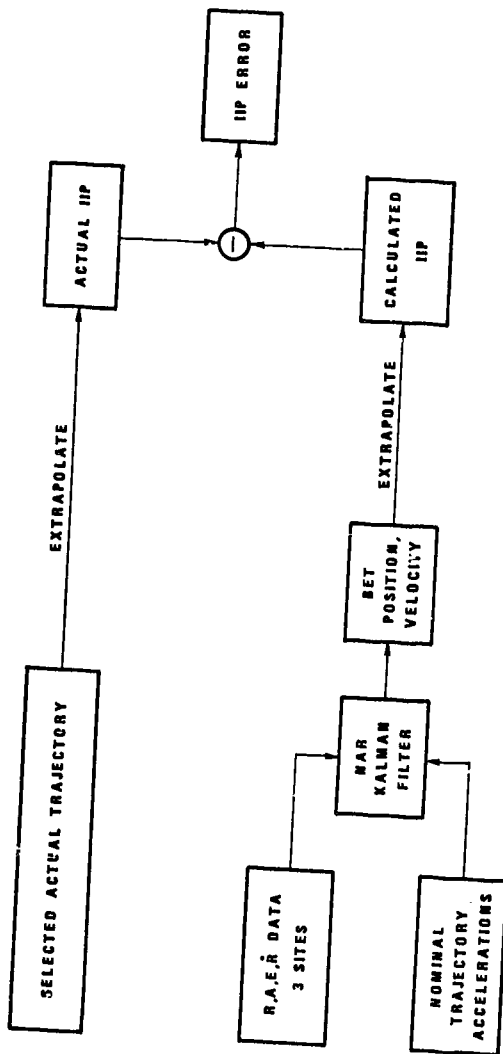 SELECTED ACTUAL TRAJECTORY
EXTRAPOLATE
ACTUAL IIP
IIP ERROR
R,A,E,Ṙ DATA
3 SITES
NOMINAL
TRAJECTORY
ACCELERATIONS
NAR
KALMAN
FILTER
BET
POSITION,
VELOCITY
EXTRAPOLATE
CALCULATED
IIP